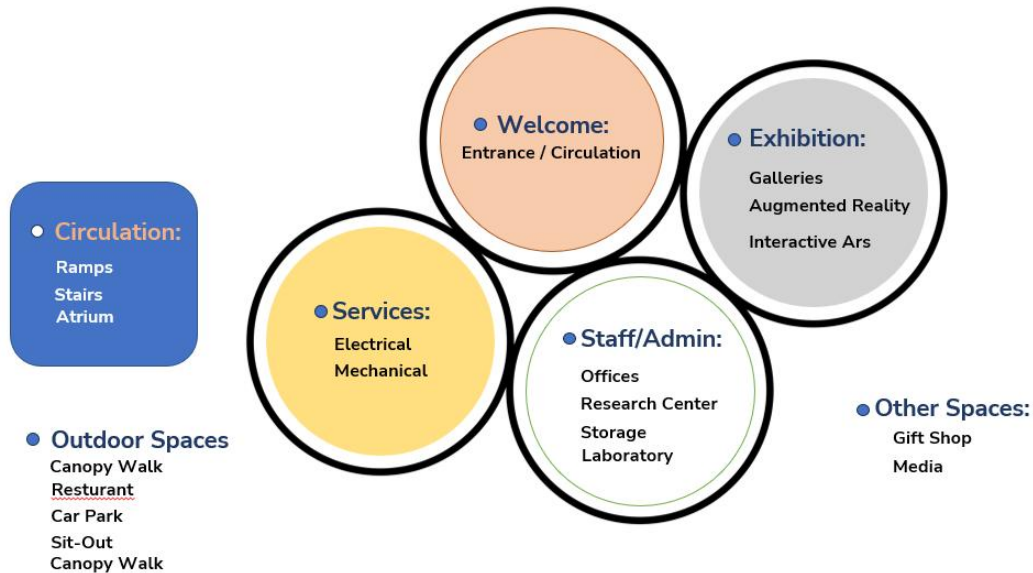 Welcome:
Entrance / Circulation
Exhibition:
Galleries
Augmented Reality
Interactive Ars
Circulation:
Ramps
Stairs
Atrium
Services:
Electrical
Mechanical
Staff/Admin:
Offices
Research Center
Storage
Laboratory
Other Spaces:
Gift Shop
Media
Outdoor Spaces
Canopy Walk
Resturant
Car Park
Sit-Out
Canopy Walk